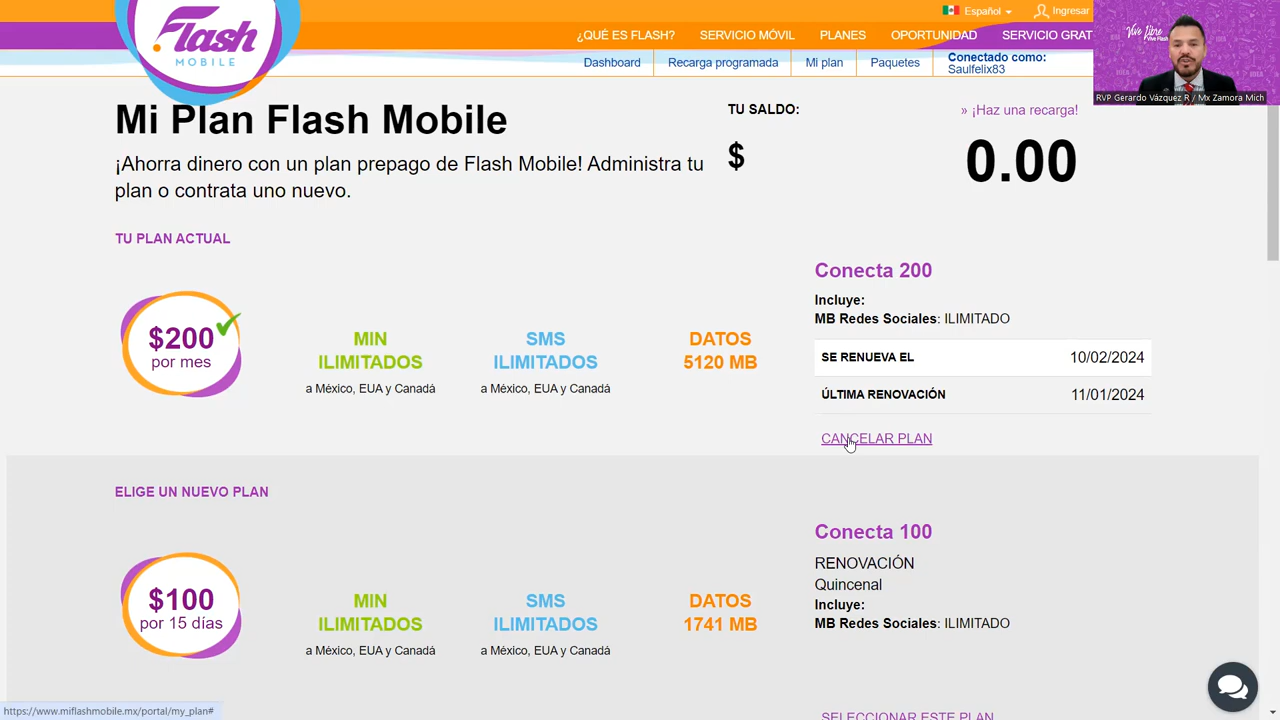 Flash
MOBILE
Español
Ingresar
¿QUÉ ES FLASH?
SERVICIO MÓVIL
PLANES
OPORTUNIDAD
SERVICIO GRAT
Dashboard
Recarga programada
Mi plan
Paquetes
Conectado como:
Saulfelix83
Vive Libre
Vive Flash
RVP Gerardo Vázquez R / Mx Zamora Mich
Mi Plan Flash Mobile
¡Ahorra dinero con un plan prepago de Flash Mobile! Administra tu
plan o contrata uno nuevo.
TU SALDO:
» ¡Haz una recarga!
$ 0.00
TU PLAN ACTUAL
$200
por mes
MIN
ILIMITADOS
a México, EUA y Canadá
SMS
ILIMITADOS
a México, EUA y Canadá
DATOS
5120 MB
Conecta 200
Incluye:
MB Redes Sociales: ILIMITADO
SE RENUEVA EL 10/02/2024
ÚLTIMA RENOVACIÓN 11/01/2024
CANCELAR PLAN
ELIGE UN NUEVO PLAN
$100
por 15 días
MIN
ILIMITADOS
a México, EUA y Canadá
SMS
ILIMITADOS
a México, EUA y Canadá
DATOS
1741 MB
Conecta 100
RENOVACIÓN
Quincenal
Incluye:
MB Redes Sociales: ILIMITADO
SELECCIONAR ESTE PLAN
https://www.miflashmobile.mx/portal/my_plan#